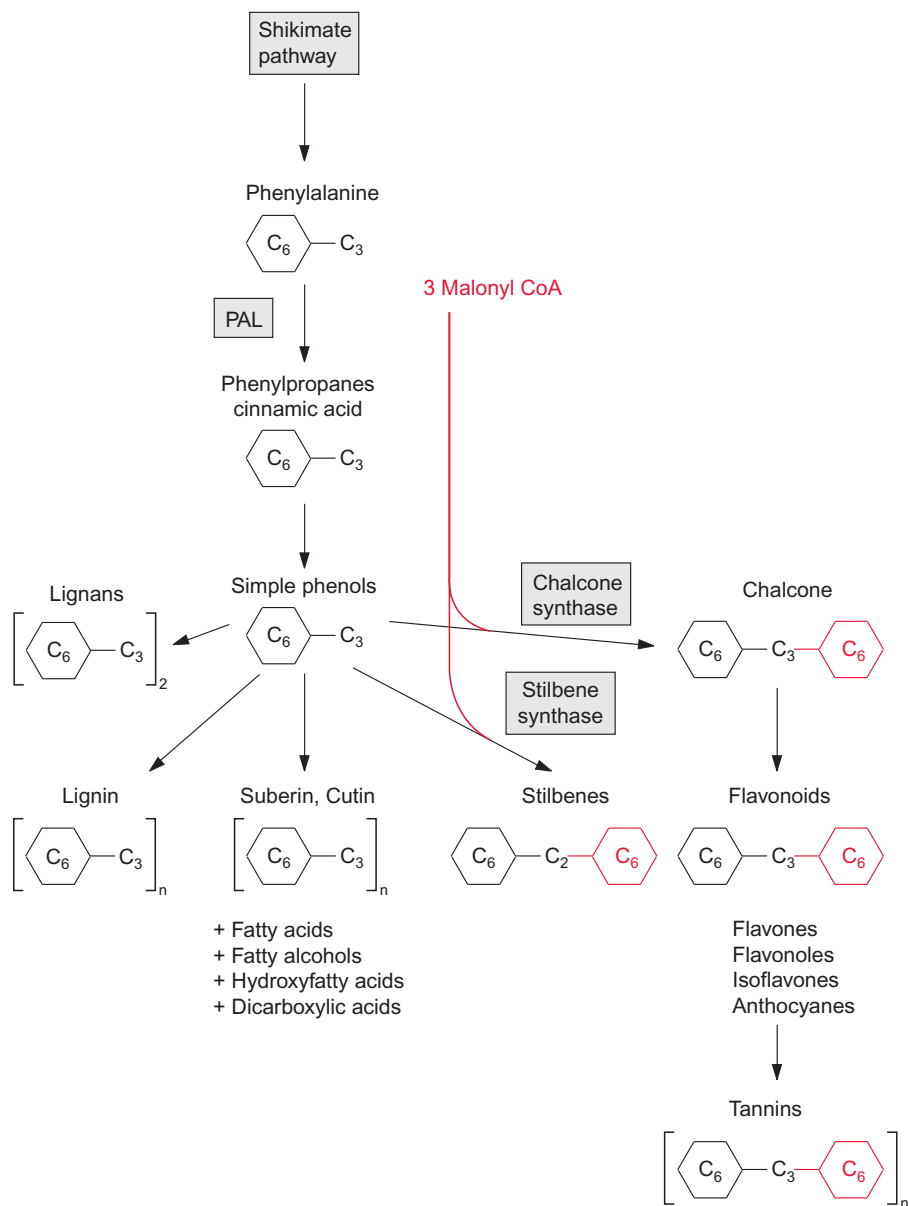 Shikimate
pathway
Phenylalanine
C6 C3
3 Malonyl CoA
PAL
Phenylpropanes
cinnamic acid
C6 C3
Simple phenols
C6 C3
Lignans
[C6 C3]2
Chalcone
synthase
Chalcone
C6 C3 C6
Stilbene
synthase
Lignin
[C6 C3]n
Suberin, Cutin
[C6 C3]n
+ Fatty acids
+ Fatty alcohols
+ Hydroxyfatty acids
+ Dicarboxylic acids
Stilbenes
C6 C2 C6
Flavonoids
C6 C3 C6
Flavones
Flavonoles
Isoflavones
Anthocyanes
Tannins
[C6 C3 C6]n